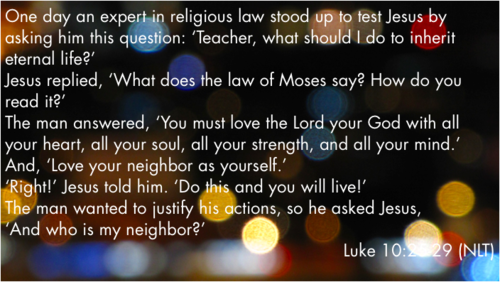 One day an expert in religious law stood up to test Jesus by
asking him this question: ‘Teacher, what should I do to inherit
eternal life?’
Jesus replied, ‘What does the law of Moses say? How do you
read it?’
The man answered, ‘You must love the Lord your God with all
your heart, all your soul, all your strength, and all your mind.’
And, ‘Love your neighbor as yourself.’
‘Right!’ Jesus told him. ‘Do this and you will live!’
The man wanted to justify his actions, so he asked Jesus,
‘And who is my neighbor?’
Luke (NLT)